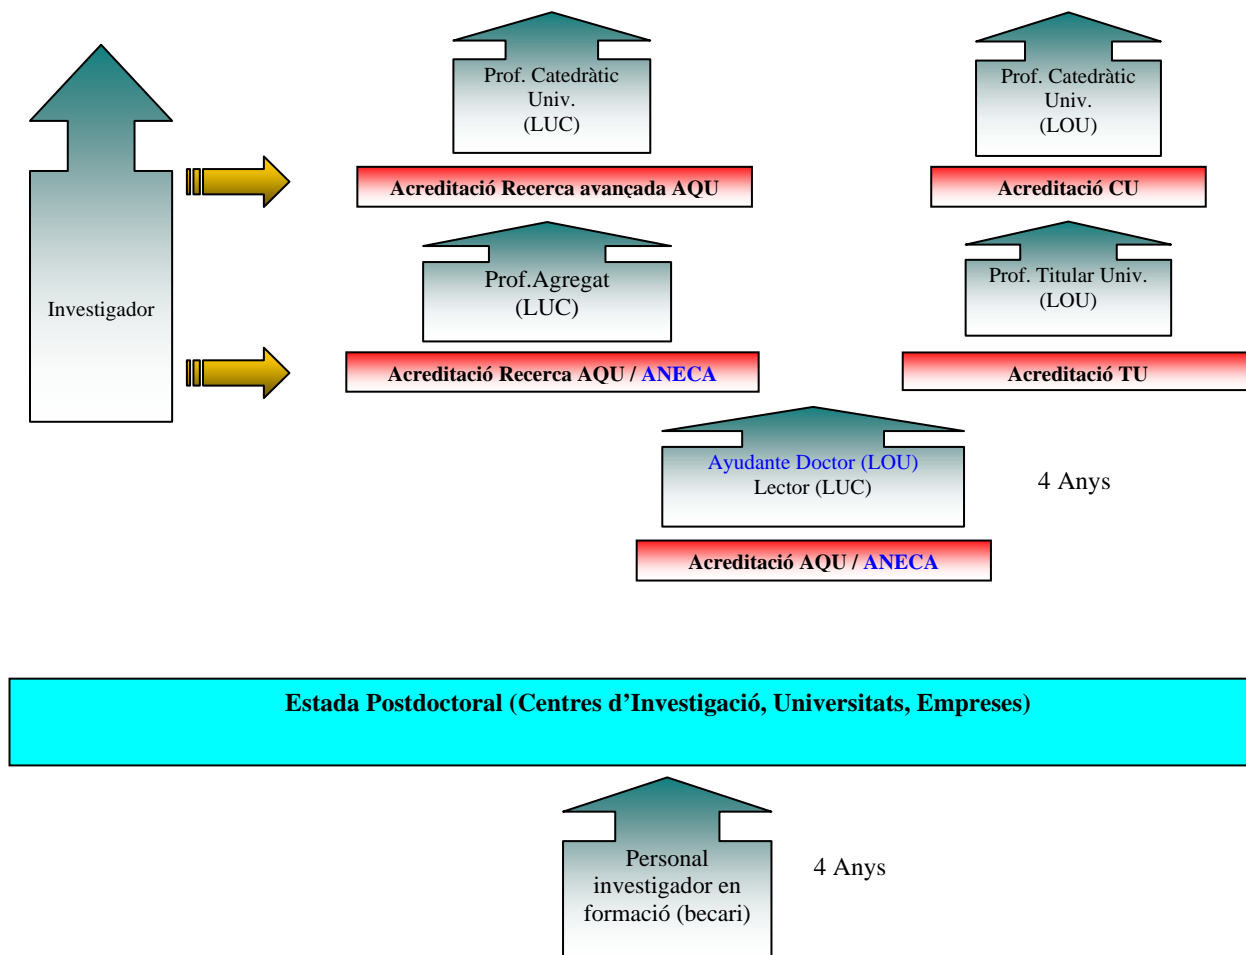 Prof. Catedràtic
Univ.
(LUC)
Prof. Catedràtic
Univ.
(LOU)
Acreditació Recerca avançada AQU
Acreditació CU
Investigador
Prof.Agregat
(LUC)
Prof. Titular Univ.
(LOU)
Acreditació Recerca AQU / ANECA
Acreditació TU
Ayudante Doctor (LOU)
Lector (LUC)
4 Anys
Acreditació AQU / ANECA
Estada Postdoctoral (Centres d’Investigació, Universitats, Empreses)
Personal
investigador en
formació (becari)
4 Anys